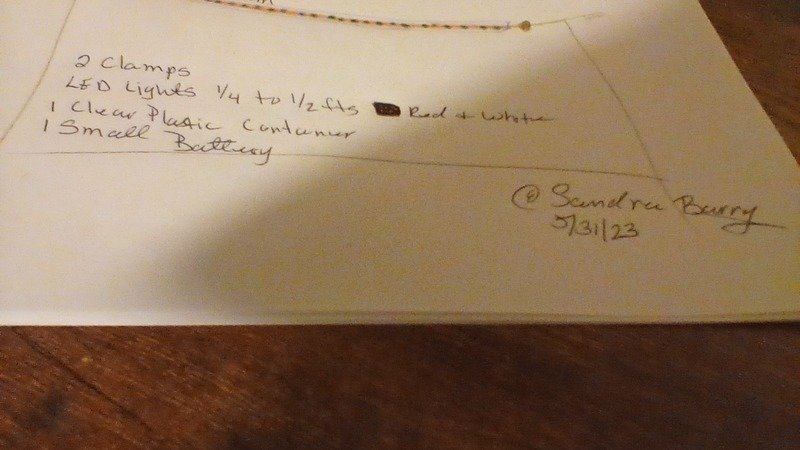 2 Clamps
LED Lights 1/4 to 1/2 fts Red + White
1 Clear Plastic Container
1 Small Battery
@ Sandra Barry
5/31/23